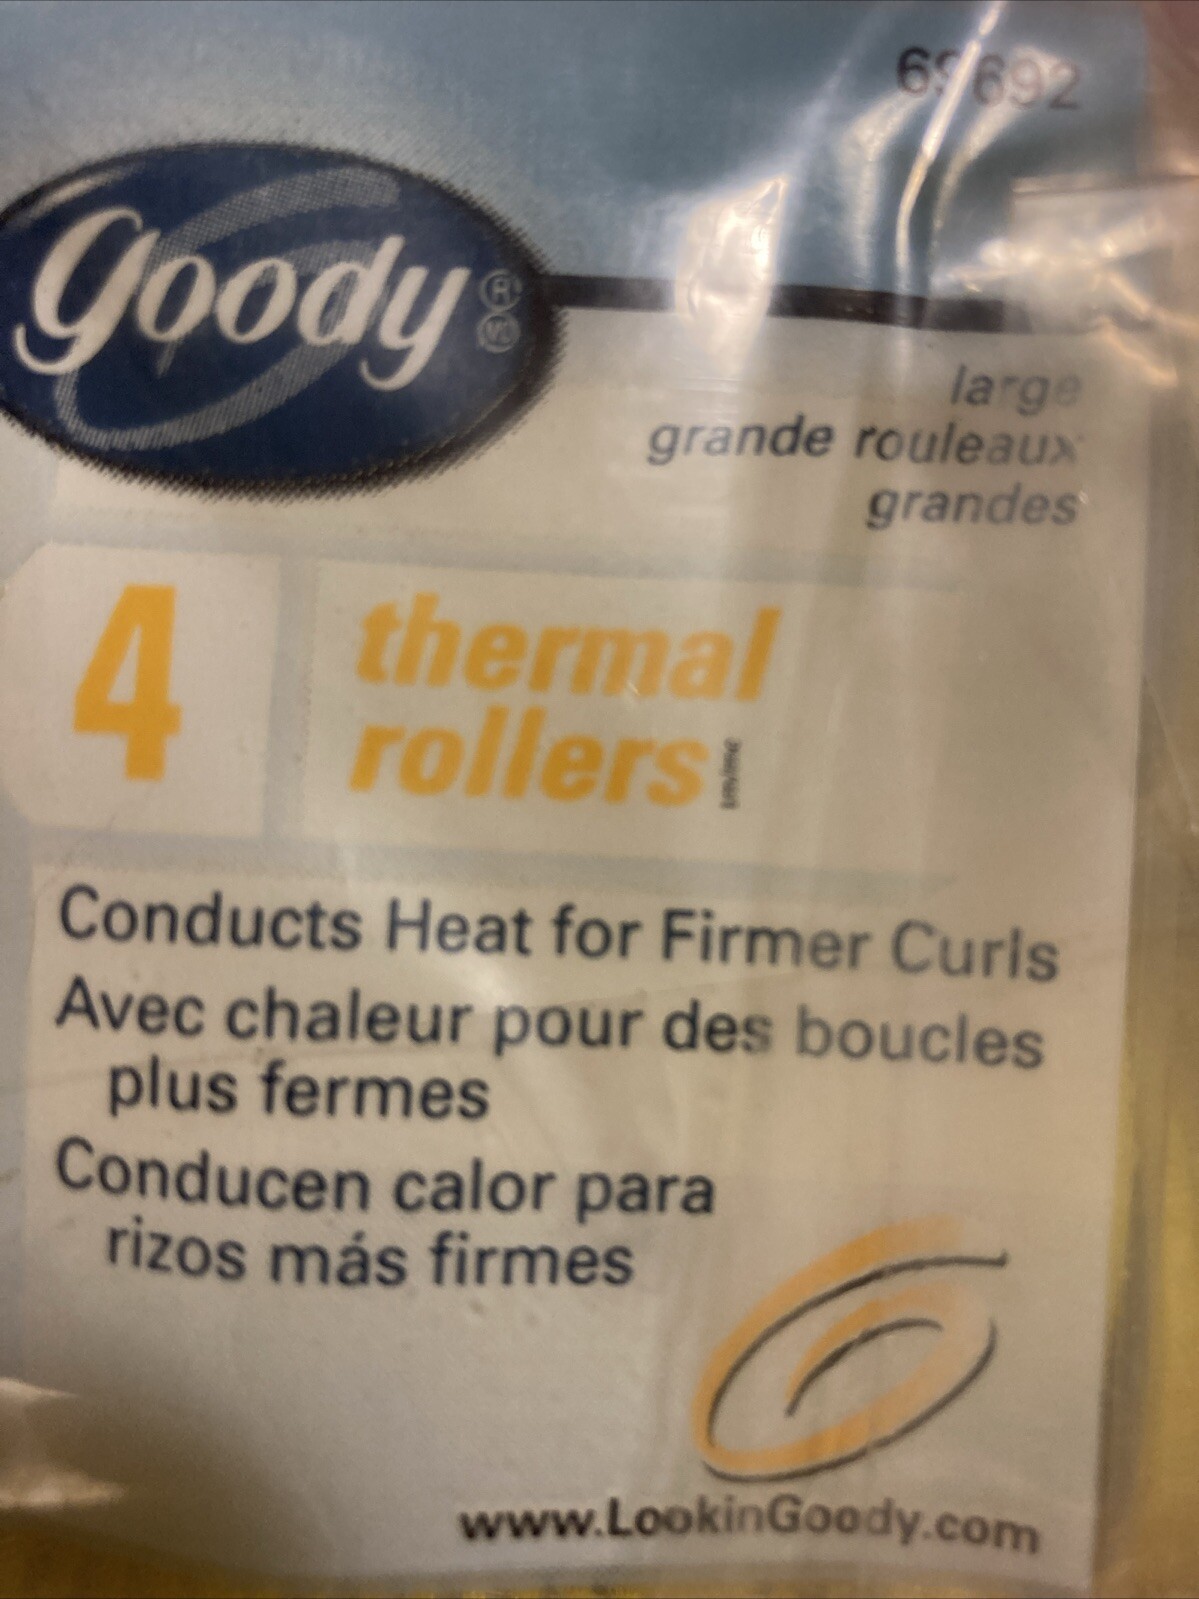 goody
large
grande rouleaux
grandes
4
thermal
rollers
Conducts Heat for Firmer Curls
Avec chaleur pour des boucles
plus fermes
Conducen calor para
rizos más firmes
www.LookinGoody.com